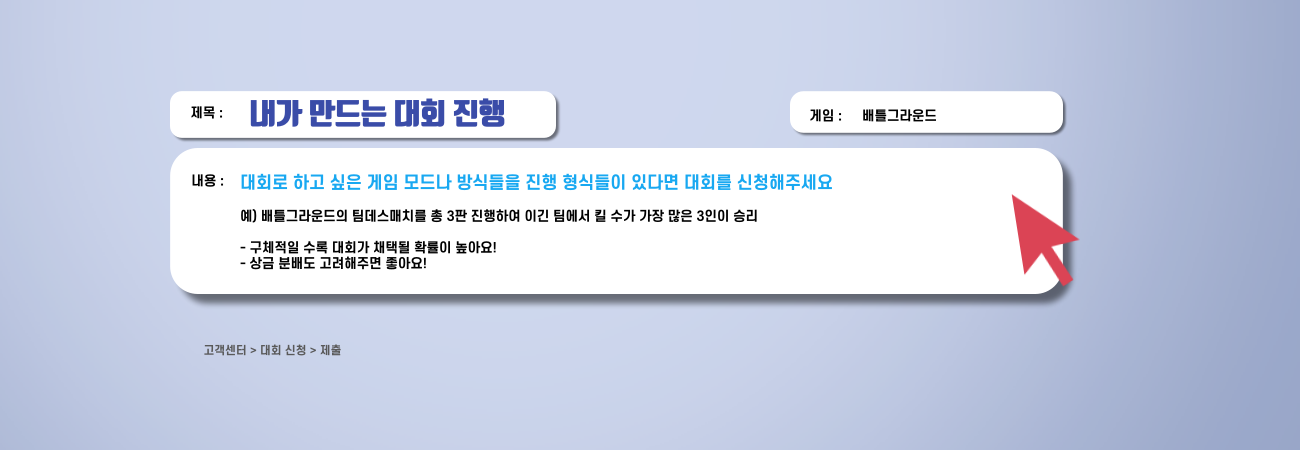 제목 : 내가 만드는 대회 진행
게임 : 배틀그라운드
내용 : 대회로 하고 싶은 게임 모드나 방식들을 진행 형식들이 있다면 대회를 신청해주세요
예) 배틀그라운드의 팀데스매치를 총 3판 진행하여 이긴 팀에서 킬 수가 가장 많은 3인이 승리
- 구체적일 수록 대회가 채택될 확률이 높아요!
- 상금 분배도 고려해주면 좋아요!
고객센터 > 대회 신청 > 제출